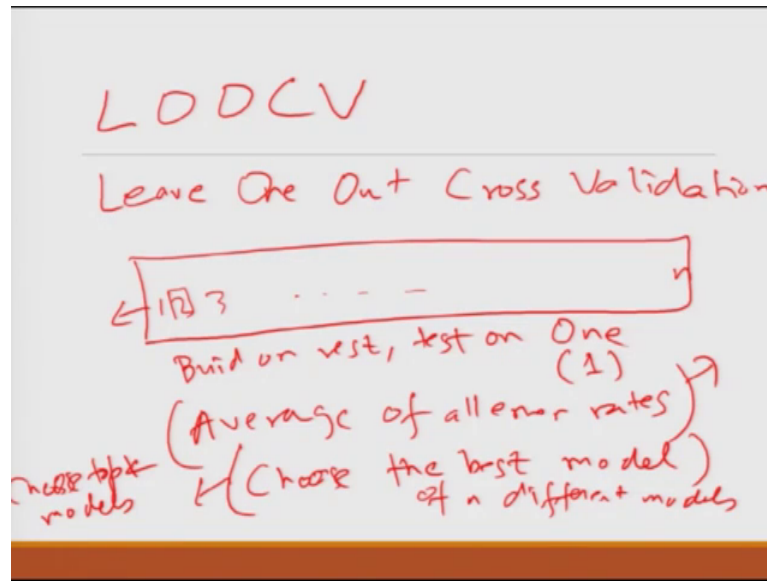 LOOCV
Leave One Out Cross Validation
1 2 3 . . . . - n
Buid on rest, test on One
(1)
(Average of all error rates)
(Choose the best model)
of n different models
Choose top k
models